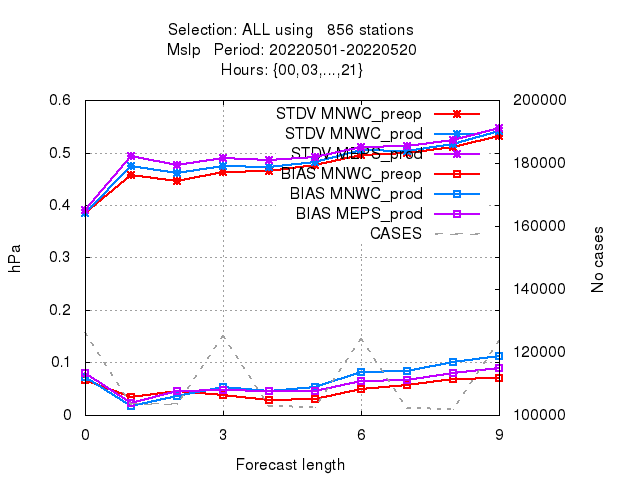 Selection: ALL using   856 stations
Mslp   Period: 20220501-20220520
Hours: {00,03,...,21}
0.6
0.5
0.4
0.3
0.2
0.1
0
hPa
STDV MNWC_preop
STDV MNWC_prod
STDV MEPS_prod
BIAS MNWC_preop
BIAS MNWC_prod
BIAS MEPS_prod
CASES
200000
180000
160000
140000
120000
100000
No cases
0 3 6 9
Forecast length